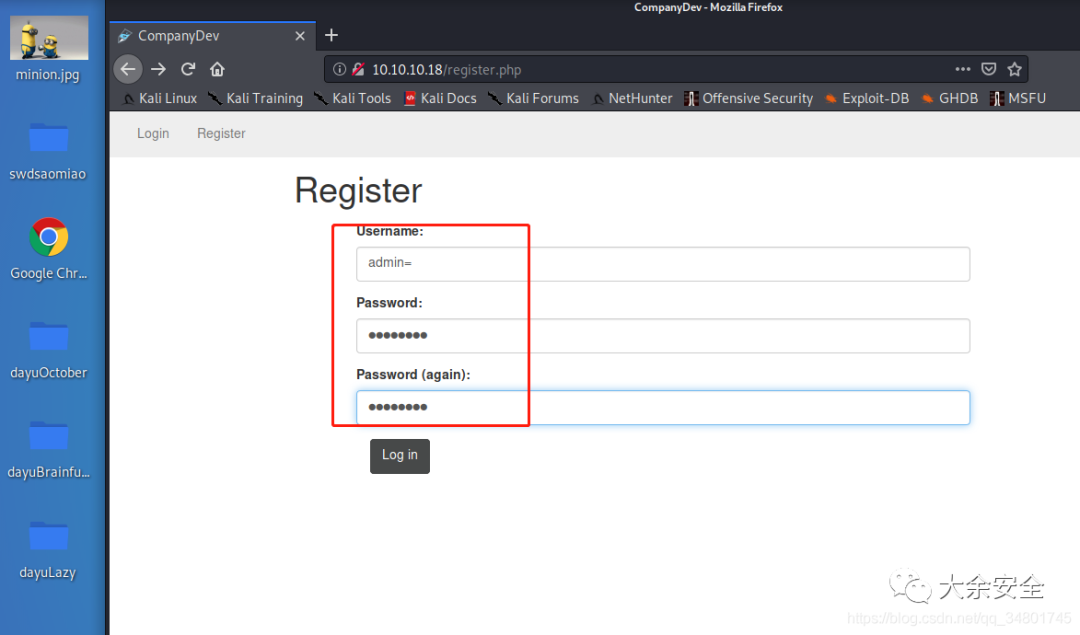 CompanyDev - Mozilla Firefox
CompanyDev
10.10.10.18/register.php
Kali Linux Kali Training Kali Tools Kali Docs Kali Forums NetHunter Offensive Security Exploit-DB GHDB MSFU
minion.jpg
swdsaomiao
Google Chr...
dayuOctober
dayuBrainfu...
dayuLazy
Login Register
Register
Username:
admin=
Password:
••••••••
Password (again):
••••••••
Log in
大余安全
https://blog.csdn.net/qq_34801745